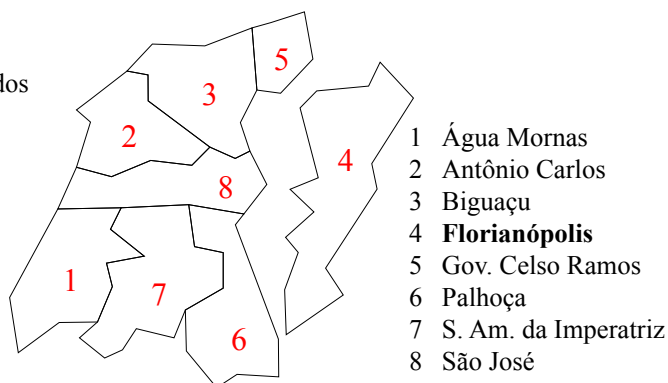 dos
5
3
2
4
8
1
7
6
1 Água Mornas
2 Antônio Carlos
3 Biguaçu
4 Florianópolis
5 Gov. Celso Ramos
6 Palhoça
7 S. Am. da Imperatriz
8 São José